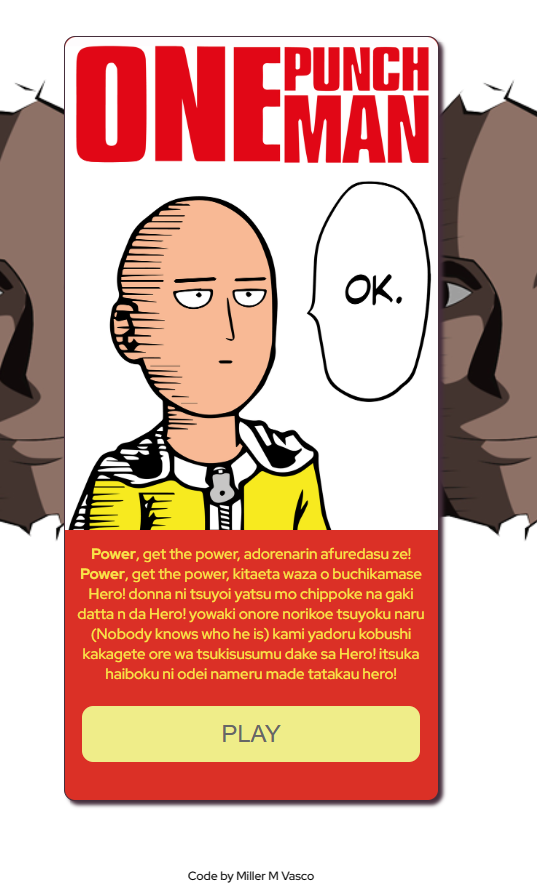 ONE PUNCH
MAN
OK.
Power, get the power, adorenarin afuredasu ze!
Power, get the power, kitaeta waza o buchikamase
Hero! donna ni tsuyoi yatsu mo chippoke na gaki
datta n da Hero! yowaki onore norikoe tsuyoku naru
(Nobody knows who he is) kami yadoru kobushi
kakagete ore wa tsukisusumu dake sa Hero! itsuka
haiboku ni odei nameru made tatakau hero!
PLAY
Code by Miller M Vasco